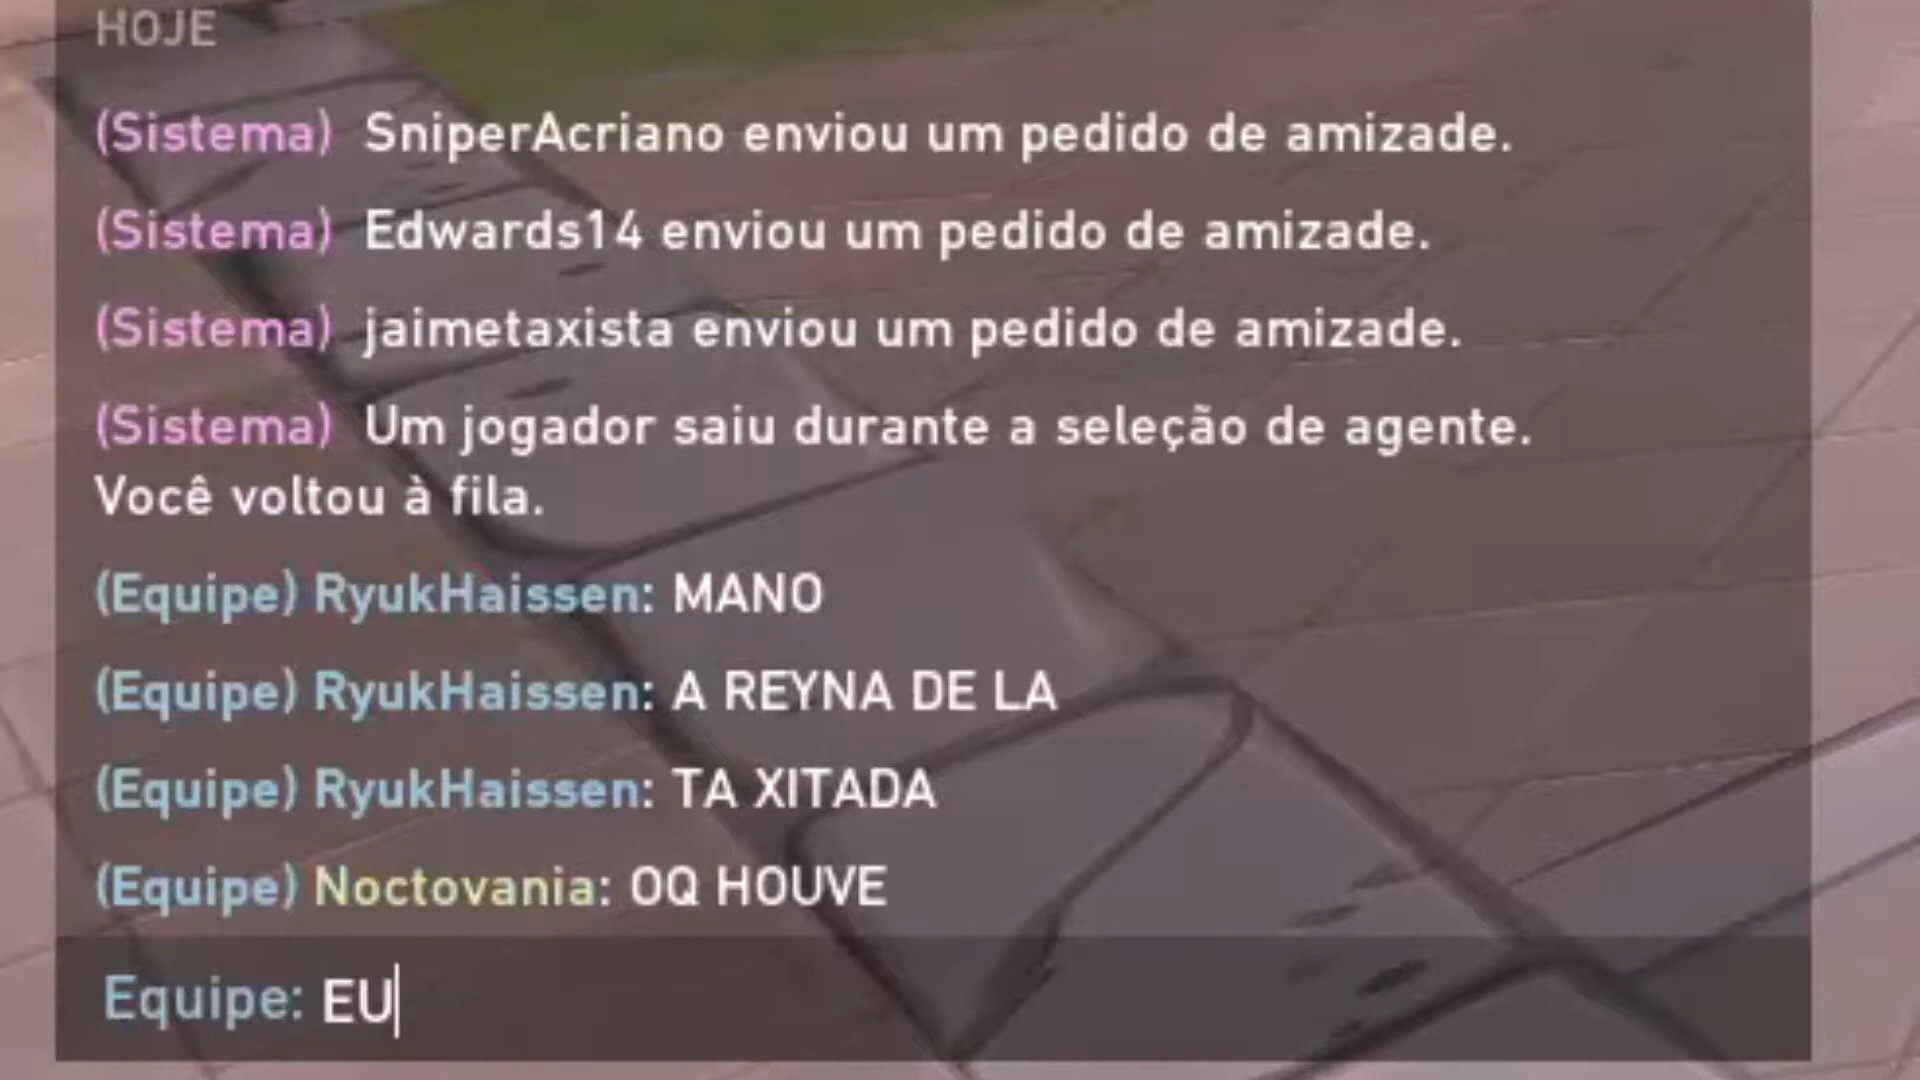 HOJE
(Sistema) SniperAcriano enviou um pedido de amizade.
(Sistema) Edwards14 enviou um pedido de amizade.
(Sistema) jaimetaxista enviou um pedido de amizade.
(Sistema) Um jogador saiu durante a seleção de agente.
Você voltou à fila.
(Equipe) RyukHaissen: MANO
(Equipe) RyukHaissen: A REYNA DE LA
(Equipe) RyukHaissen: TA XITADA
(Equipe) Noctovania: OQ HOUVE
Equipe: EU